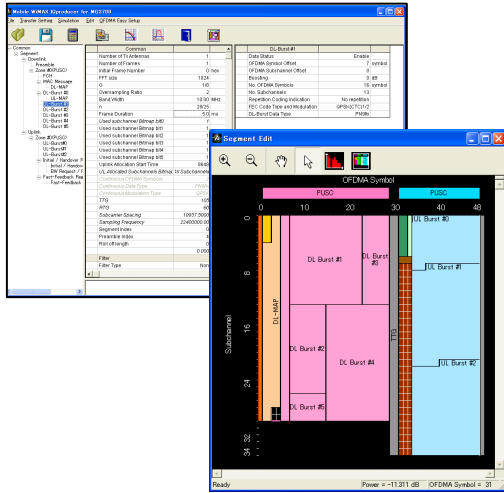 Mobile WiMAX IQproducer for MG3700
File Transfer Setting Simulation Edit OFDMA Easy Setup
Common
Segment
Downlink
Preamble
Zone #0(PUSC)
FCH
MAC Message
DL-MAP
DL-Burst #0
UL-MAP
DL-Burst #1
DL-Burst #2
DL-Burst #3
DL-Burst #4
DL-Burst #5
Uplink
Zone #0(PUSC)
UL-Burst#0
UL-Burst#1
UL-Burst#2
Initial / Handover R
Initial / Handov
BW Request / P
Fast-Feedback Reg
Fast-Feedback
Common
Number of Tx Antennas 1
Number of Frames 1
Initial Frame Number 0 hex
FFT size 1024
G 1/8
Oversampling Ratio 2
Band Width 10.00 MHz
n 28/25
Frame Duration 5.0 ms
Used subchannel Bitmap bit0 1
Used subchannel Bitmap bit1 1
Used subchannel Bitmap bit2 1
Used subchannel Bitmap bit3 1
Used subchannel Bitmap bit4 1
Used subchannel Bitmap bit5 1
Uplink Allocation Start Time
UL Allocated Subchannels Bitmap
Continuous OFDMA Symbols
Continuous Data Type
Continuous Modulation Type
TTG 105
RTG 60
Subcarrier Spacing
Sampling Frequency
Segment Index 0
Preamble Index 4
Roll off length 0
0.000
Filter
Filter Type Non
DL-Burst#1
Data Status Enable
OFDMA Symbol Offset 7 symbol
OFDMA Subchannel Offset 0
Boosting 0 dB
No. OFDMA Symbols 16 symbol
No. Subchannels 13
Repetition Coding Indication No repetition
FEC Code Type and Modulation QPSK(CTC)1/2
DL-Burst Data Type PN9fix
Segment Edit
OFDMA Symbol
PUSC PUSC
0 10 20 30 40 48
Subchannel
0
8
16
24
32
34
DL-MAP
DL Burst #1
DL Burst #3
DL Burst #2
DL Burst #4
DL Burst #5
TTG
UL Burst #0
UL Burst #1
UL Burst #2
Ready Power = -11.311 dB OFDMA Symbol = 31